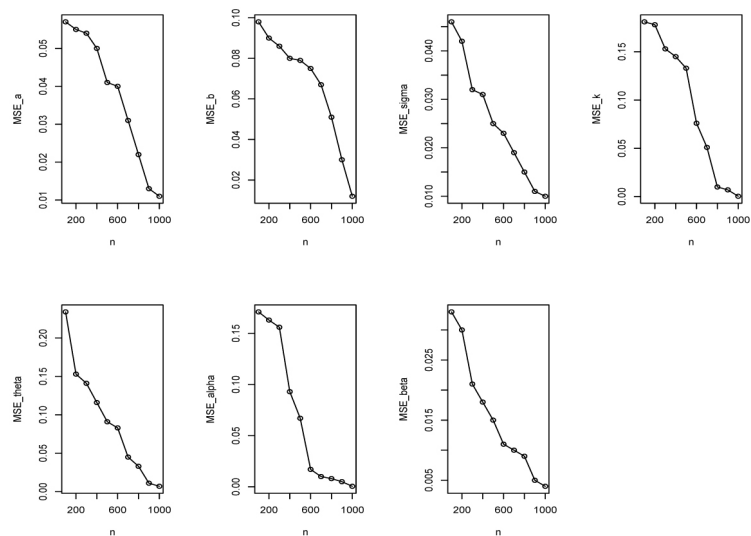 MSE_a
0.01 0.02 0.03 0.04 0.05
200 600 1000
n
MSE_b
0.02 0.04 0.06 0.08 0.10
200 600 1000
n
MSE_sigma
0.010 0.020 0.030 0.040
200 600 1000
n
MSE_k
0.00 0.05 0.10 0.15
200 600 1000
n
MSE_theta
0.00 0.05 0.10 0.15 0.20
200 600 1000
n
MSE_alpha
0.00 0.05 0.10 0.15
200 600 1000
n
MSE_beta
0.005 0.015 0.025
200 600 1000
n